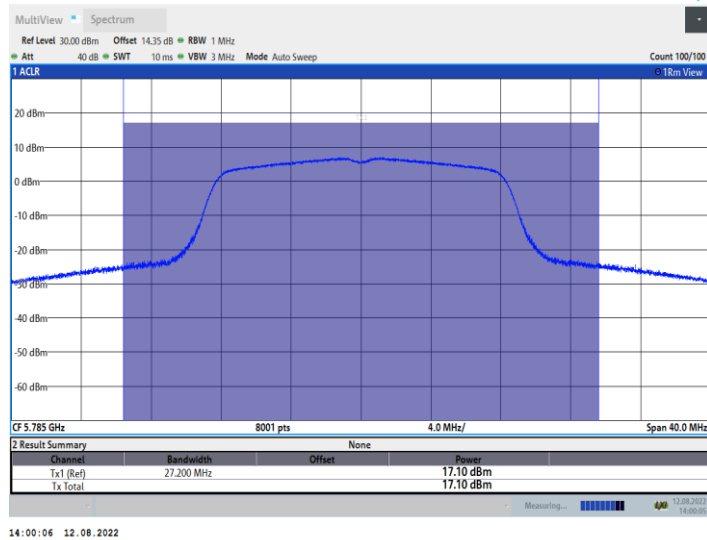 MultiView Spectrum
Ref Level 30.00 dBm Offset 14.35 dB RBW 1 MHz
Att 40 dB SWT 10 ms VBW 3 MHz Mode Auto Sweep Count 100/100
1 ACLR 1Rm View
20 dBm
10 dBm
0 dBm
-10 dBm
-20 dBm
-30 dBm
-40 dBm
-50 dBm
-60 dBm
CF 5.785 GHz 8001 pts 4.0 MHz/ Span 40.0 MHz
2 Result Summary None
Channel Bandwidth Offset Power
Tx1 (Ref) 27.200 MHz 17.10 dBm
Tx Total 17.10 dBm
Measuring... 12.08.2022
14:00:05
14:00:06 12.08.2022